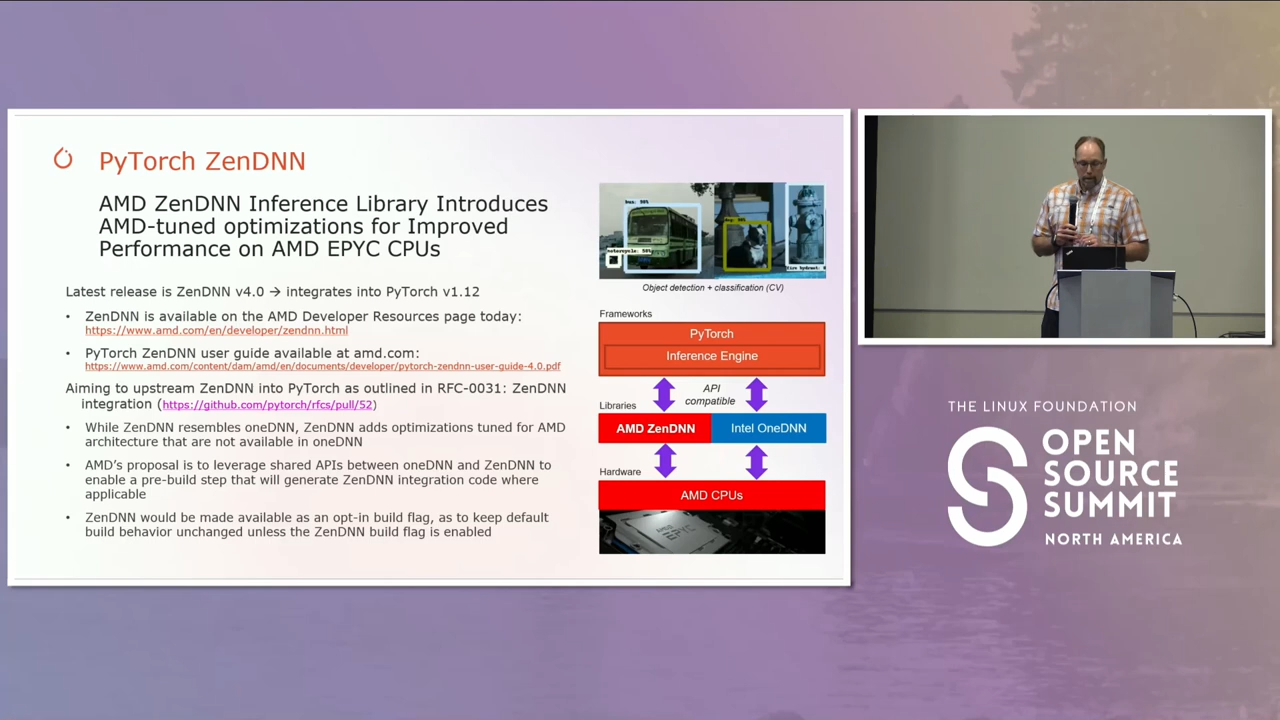 PyTorch ZenDNN
AMD ZenDNN Inference Library Introduces
AMD-tuned optimizations for Improved
Performance on AMD EPYC CPUs
Latest release is ZenDNN v4.0 → integrates into PyTorch v1.12
• ZenDNN is available on the AMD Developer Resources page today:
https://www.amd.com/en/developer/zendnn.html
• PyTorch ZenDNN user guide available at amd.com:
https://www.amd.com/content/dam/amd/en/documents/developer/pytorch-zendnn-user-guide-4.0.pdf
Aiming to upstream ZenDNN into PyTorch as outlined in RFC-0031: ZenDNN
integration (https://github.com/pytorch/rfcs/pull/52)
• While ZenDNN resembles oneDNN, ZenDNN adds optimizations tuned for AMD
architecture that are not available in oneDNN
• AMD's proposal is to leverage shared APIs between oneDNN and ZenDNN to
enable a pre-build step that will generate ZenDNN integration code where
applicable
• ZenDNN would be made available as an opt-in build flag, as to keep default
build behavior unchanged unless the ZenDNN build flag is enabled
Object detection + classification (CV)
Frameworks
PyTorch
Inference Engine
API
compatible
Libraries
AMD ZenDNN
Intel OneDNN
Hardware
AMD CPUs
EPYC
THE LINUX FOUNDATION
OPEN
SOURCE
SUMMIT
NORTH AMERICA